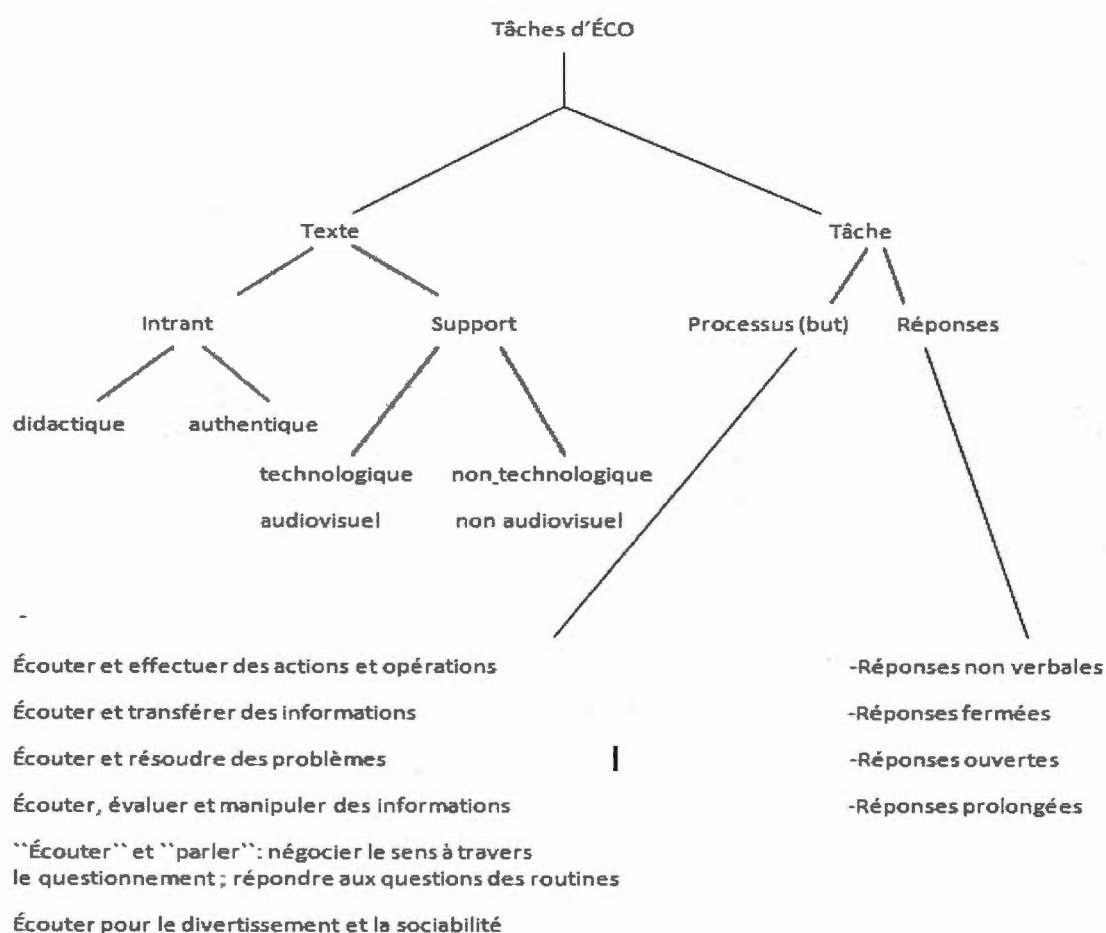 Tâches d'ÉCO
Texte
Tâche
Intrant
Support
Processus (but)
Réponses
didactique
authentique
technologique
non_technologique
audiovisuel
non audiovisuel
-
Écouter et effectuer des actions et opérations
-Réponses non verbales
Écouter et transférer des informations
-Réponses fermées
Écouter et résoudre des problèmes
-Réponses ouvertes
Écouter, évaluer et manipuler des informations
-Réponses prolongées
``Écouter`` et ``parler``: négocier le sens à travers
le questionnement ; répondre aux questions des routines
Écouter pour le divertissement et la sociabilité